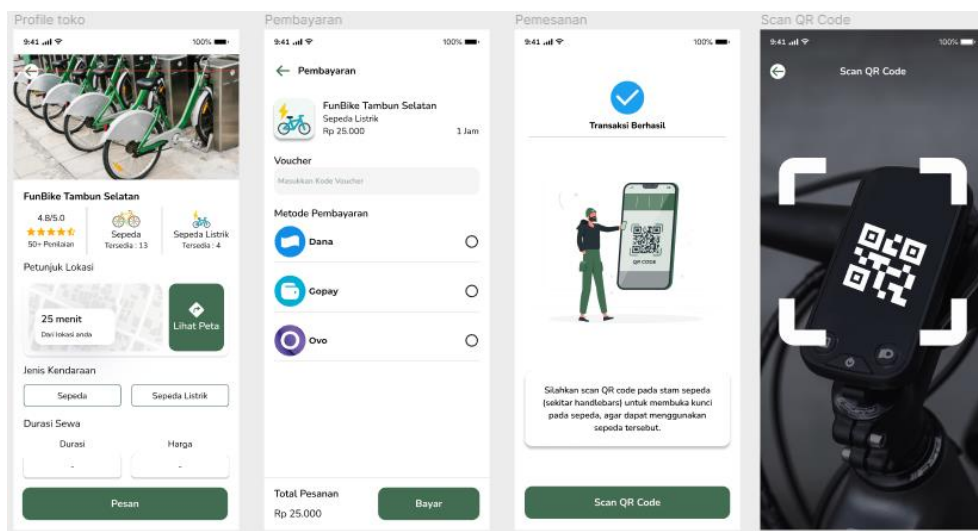 Profile toko
9:41
100%
FunBike Tambun Selatan
4.8/5.0
50+ Penilaian
Sepeda
Tersedia : 13
Sepeda Listrik
Tersedia : 4
Petunjuk Lokasi
25 menit
Dari lokasi anda
Lihat Peta
Jenis Kendaraan
Sepeda
Sepeda Listrik
Durasi Sewa
Durasi
Harga
-
-
Pesan
Pembayaran
9:41
100%
Pembayaran
FunBike Tambun Selatan
Sepeda Listrik
Rp 25.000
1 Jam
Voucher
Masukkan Kode Voucher
Metode Pembayaran
Dana
Gopay
Ovo
Total Pesanan
Rp 25.000
Bayar
Pemesanan
9:41
100%
Transaksi Berhasil
QR CODE
Silahkan scan QR code pada stam sepeda
(sekitar handlebars) untuk membuka kunci
pada sepeda, agar dapat menggunakan
sepeda tersebut.
Scan QR Code
Scan QR Code
9:41
100%
Scan QR Code